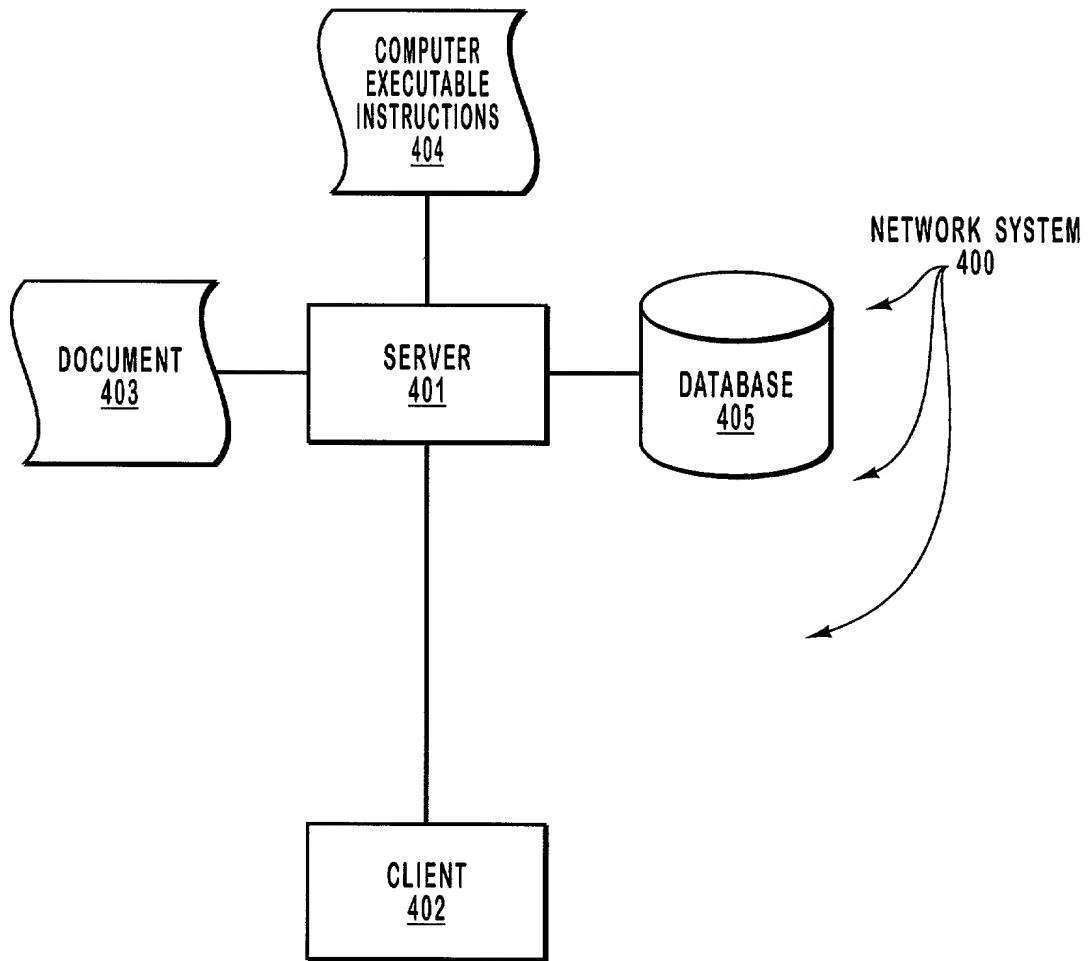 COMPUTER
EXECUTABLE
INSTRUCTIONS
404
NETWORK SYSTEM
400
DOCUMENT
403
SERVER
401
DATABASE
405
CLIENT
402